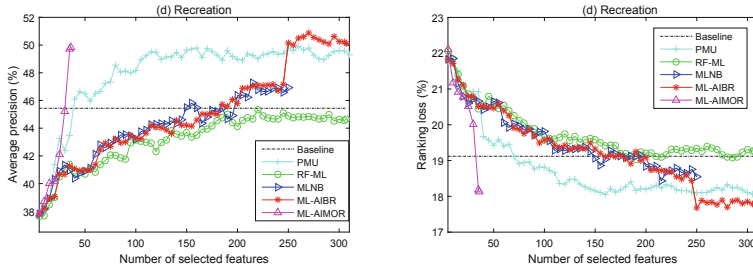 (d) Recreation
52
50
48
46
44
42
40
38
Average precision (%)
50 100 150 200 250 300
Number of selected features
Baseline
PMU
RF-ML
MLNB
ML-AIBR
ML-AIMOR
(d) Recreation
23
22
21
20
19
18
17
Ranking loss (%)
50 100 150 200 250 300
Number of selected features
Baseline
PMU
RF-ML
MLNB
ML-AIBR
ML-AIMOR